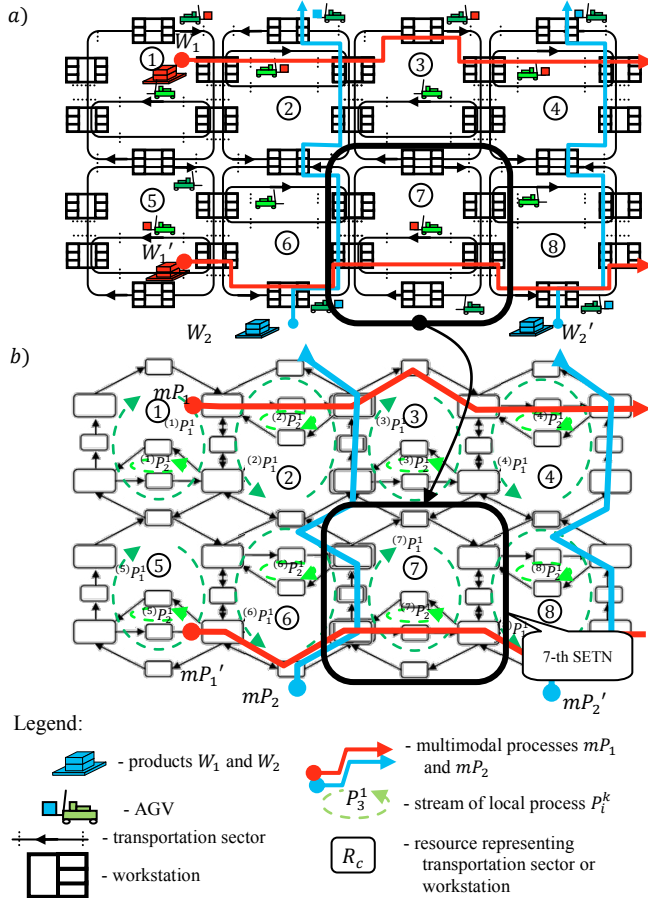 a)
W₁
① ③
② ④
⑤ ⑦
W₁′
⑥ ⑧
W₂ W₂′
b)
mP₁
① ③
⁽¹⁾P₁¹ ⁽²⁾P₂¹ ⁽³⁾P₁¹ ⁽⁴⁾P₂¹
⁽¹⁾P₂¹ ⁽²⁾P₁¹ ⁽³⁾P₂¹ ⁽⁴⁾P₁¹
② ④
⑤ ⑦
⁽⁷⁾P₁¹
⁽⁵⁾P₁¹ ⁽⁶⁾P₂¹ ⁽⁸⁾P₂¹
⁽⁵⁾P₂¹ ⁽⁶⁾P₁¹ ⁽⁷⁾P₂¹
⑥ ⑧
7-th SETN
mP₁′ mP₂ mP₂′
Legend:
- products W₁ and W₂
- AGV
- transportation sector
- workstation
- multimodal processes mP₁
and mP₂
P₃¹ - stream of local process Pᵢᵏ
R_c - resource representing
transportation sector or
workstation